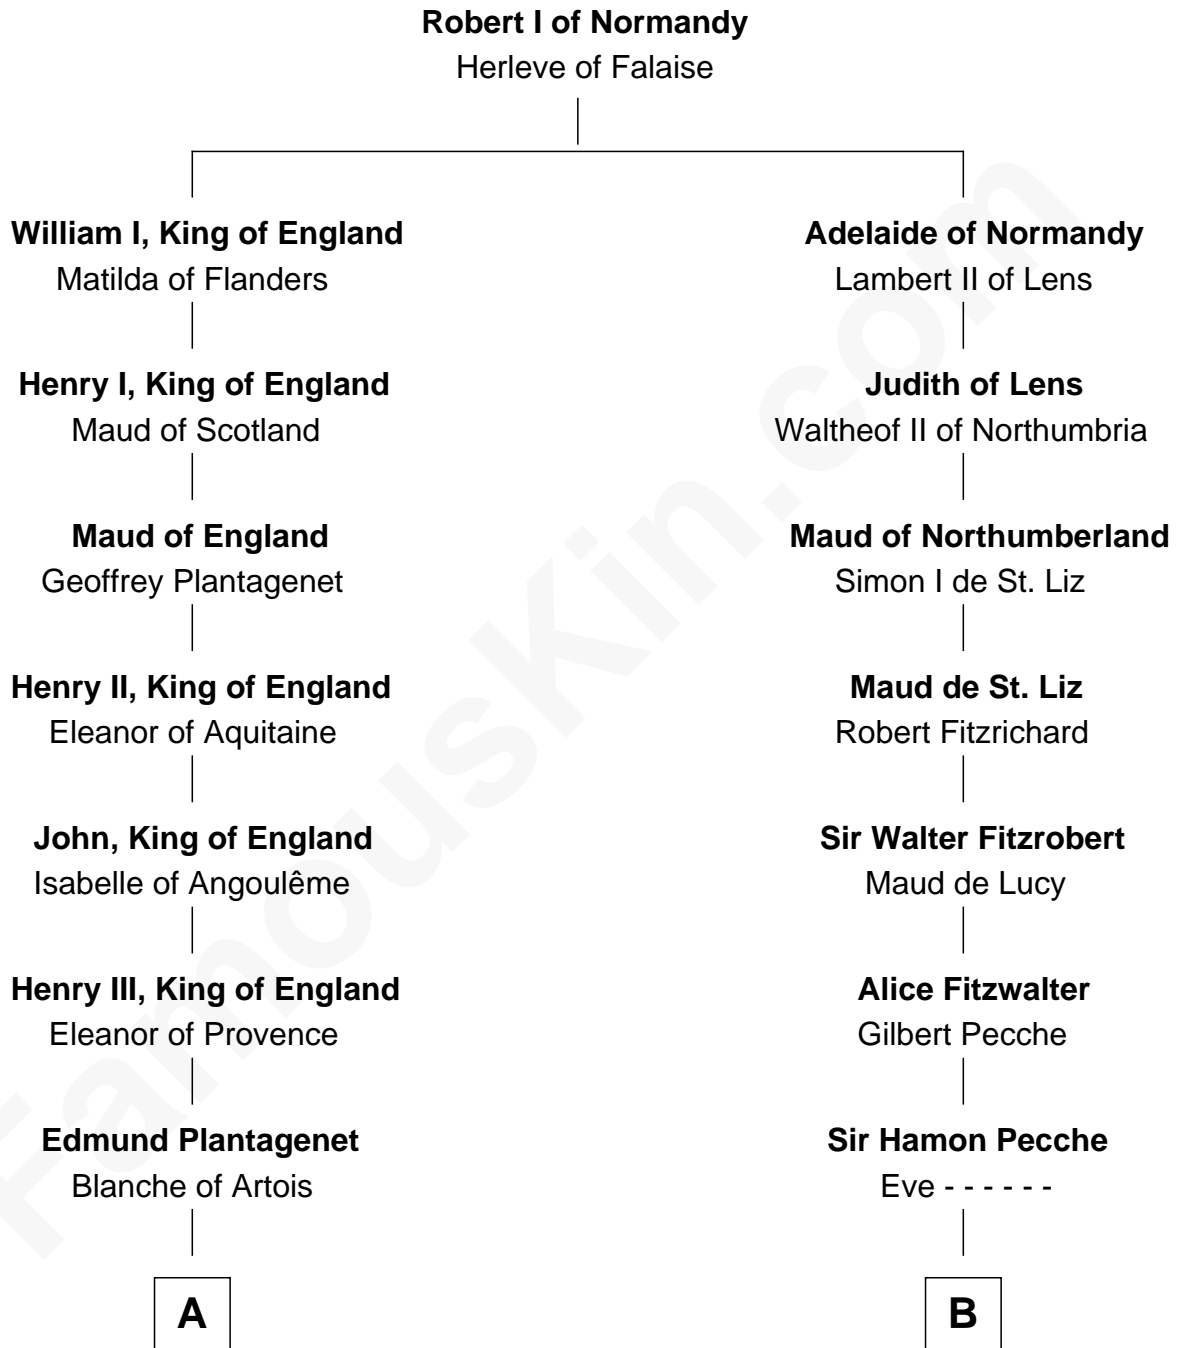 Robert I of Normandy
Herleve of Falaise
William I, King of England
Matilda of Flanders
Henry I, King of England
Maud of Scotland
Maud of England
Geoffrey Plantagenet
Henry II, King of England
Eleanor of Aquitaine
John, King of England
Isabelle of Angoulême
Henry III, King of England
Eleanor of Provence
Edmund Plantagenet
Blanche of Artois
A
Adelaide of Normandy
Lambert II of Lens
Judith of Lens
Waltheof II of Northumbria
Maud of Northumberland
Simon I de St. Liz
Maud de St. Liz
Robert Fitzrichard
Sir Walter Fitzrobert
Maud de Lucy
Alice Fitzwalter
Gilbert Pecche
Sir Hamon Pecche
Eve - - - - - -
B
FamousKin.com